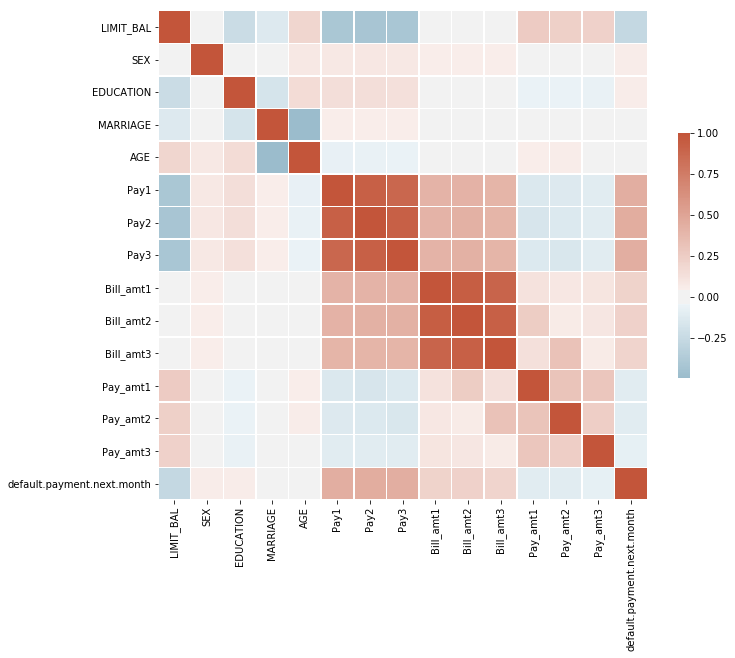 LIMIT_BAL
SEX
EDUCATION
MARRIAGE
AGE
Pay1
Pay2
Pay3
Bill_amt1
Bill_amt2
Bill_amt3
Pay_amt1
Pay_amt2
Pay_amt3
default.payment.next.month
LIMIT_BAL
SEX
EDUCATION
MARRIAGE
AGE
Pay1
Pay2
Pay3
Bill_amt1
Bill_amt2
Bill_amt3
Pay_amt1
Pay_amt2
Pay_amt3
default.payment.next.month
1.00
0.75
0.50
0.25
0.00
−0.25